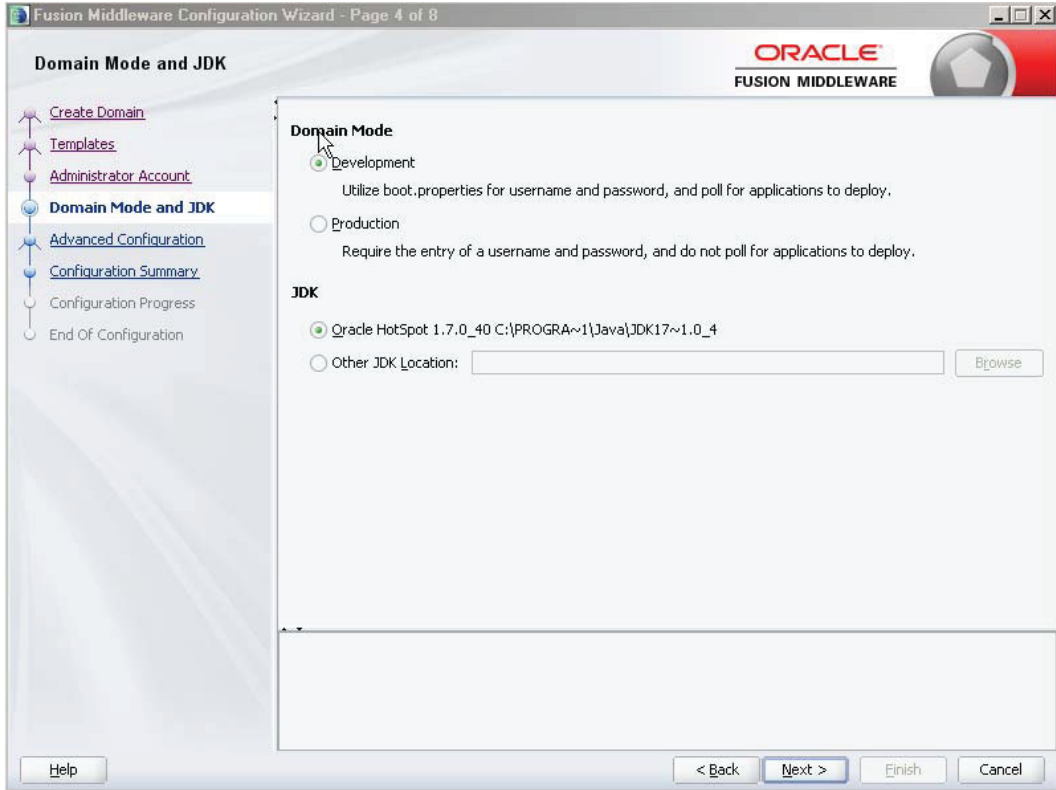 Fusion Middleware Configuration Wizard - Page 4 of 8
Domain Mode and JDK
ORACLE
FUSION MIDDLEWARE
Create Domain
Templates
Administrator Account
Domain Mode and JDK
Advanced Configuration
Configuration Summary
Configuration Progress
End Of Configuration
Domain Mode
Development
Utilize boot.properties for username and password, and poll for applications to deploy.
Production
Require the entry of a username and password, and do not poll for applications to deploy.
JDK
Oracle HotSpot 1.7.0_40 C:\PROGRA~1\Java\JDK17~1.0_4
Other JDK Location: Browse
Help < Back Next > Finish Cancel